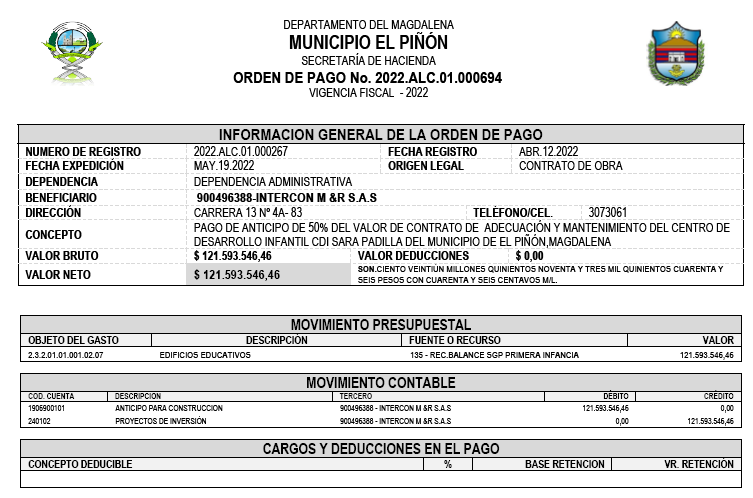 DEPARTAMENTO DEL MAGDALENA
MUNICIPIO EL PIÑÓN
SECRETARÍA DE HACIENDA
ORDEN DE PAGO No. 2022.ALC.01.000694
VIGENCIA FISCAL - 2022
INFORMACION GENERAL DE LA ORDEN DE PAGO
NUMERO DE REGISTRO 2022.ALC.01.000267 FECHA REGISTRO ABR.12.2022
FECHA EXPEDICIÓN MAY.19.2022 ORIGEN LEGAL CONTRATO DE OBRA
DEPENDENCIA DEPENDENCIA ADMINISTRATIVA
BENEFICIARIO 900496388-INTERCON M &R S.A.S
DIRECCIÓN CARRERA 13 Nº 4A- 83 TELÉFONO/CEL. 3073061
CONCEPTO PAGO DE ANTICIPO DE 50% DEL VALOR DE CONTRATO DE ADECUACIÓN Y MANTENIMIENTO DEL CENTRO DE
DESARROLLO INFANTIL CDI SARA PADILLA DEL MUNICIPIO DE EL PIÑÓN,MAGDALENA
VALOR BRUTO $ 121.593.546,46 VALOR DEDUCCIONES $ 0,00
VALOR NETO $ 121.593.546,46 SON.CIENTO VEINTIÚN MILLONES QUINIENTOS NOVENTA Y TRES MIL QUINIENTOS CUARENTA Y
SEIS PESOS CON CUARENTA Y SEIS CENTAVOS M/L.
MOVIMIENTO PRESUPUESTAL
OBJETO DEL GASTO DESCRIPCIÓN FUENTE O RECURSO VALOR
2.3.2.01.01.001.02.07 EDIFICIOS EDUCATIVOS 135 - REC.BALANCE SGP PRIMERA INFANCIA 121.593.546,46
MOVIMIENTO CONTABLE
COD. CUENTA DESCRIPCION TERCERO DÉBITO CRÉDITO
1906900101 ANTICIPO PARA CONSTRUCCION 900496388 - INTERCON M &R S.A.S 121.593.546,46 0,00
240102 PROYECTOS DE INVERSIÓN 900496388 - INTERCON M &R S.A.S 0,00 121.593.546,46
CARGOS Y DEDUCCIONES EN EL PAGO
CONCEPTO DEDUCIBLE % BASE RETENCION VR. RETENCIÓN